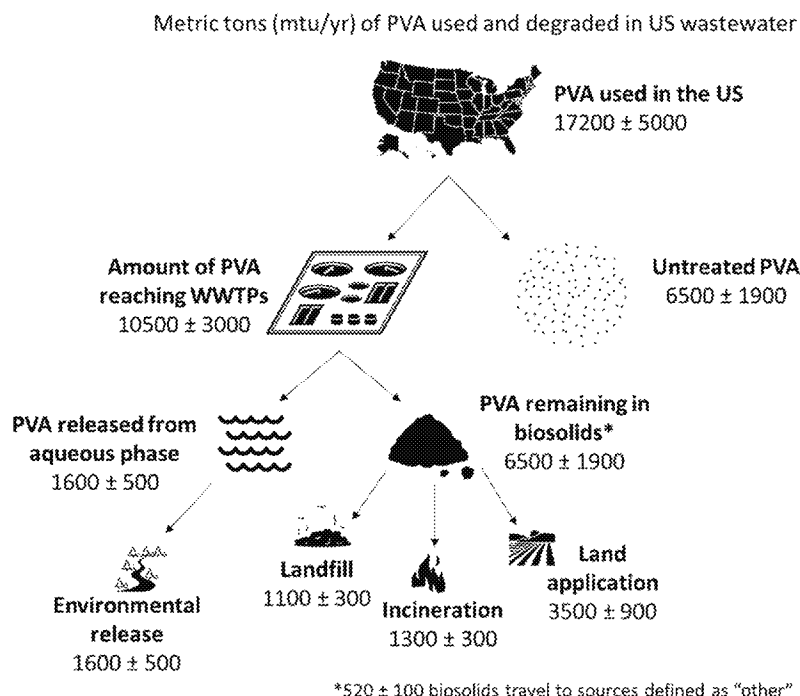 Metric tons (mtu/yr) of PVA used and degraded in US wastewater
PVA used in the US
17200 ± 5000
Amount of PVA
reaching WWTPs
10500 ± 3000
Untreated PVA
6500 ± 1900
PVA released from
aqueous phase
1600 ± 500
PVA remaining in
biosolids*
6500 ± 1900
Environmental
release
1600 ± 500
Landfill
1100 ± 300
Incineration
1300 ± 300
Land
application
3500 ± 900
*520 ± 100 biosolids travel to sources defined as "other"